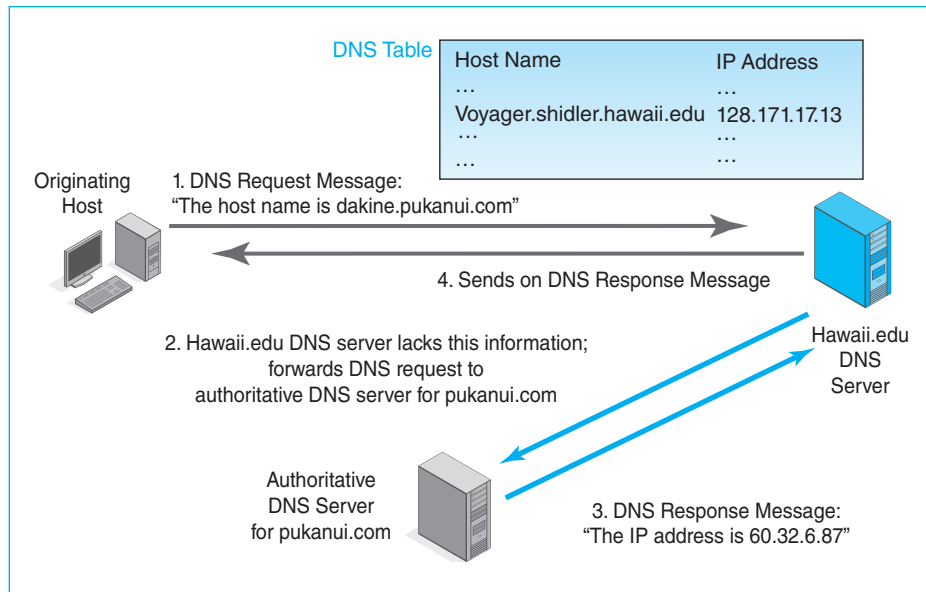 DNS Table
Host Name IP Address
… …
Voyager.shidler.hawaii.edu 128.171.17.13
… …
… …
Originating
Host
1. DNS Request Message:
“The host name is dakine.pukanui.com”
4. Sends on DNS Response Message
Hawaii.edu
DNS
Server
2. Hawaii.edu DNS server lacks this information;
forwards DNS request to
authoritative DNS server for pukanui.com
Authoritative
DNS Server
for pukanui.com
3. DNS Response Message:
“The IP address is 60.32.6.87”